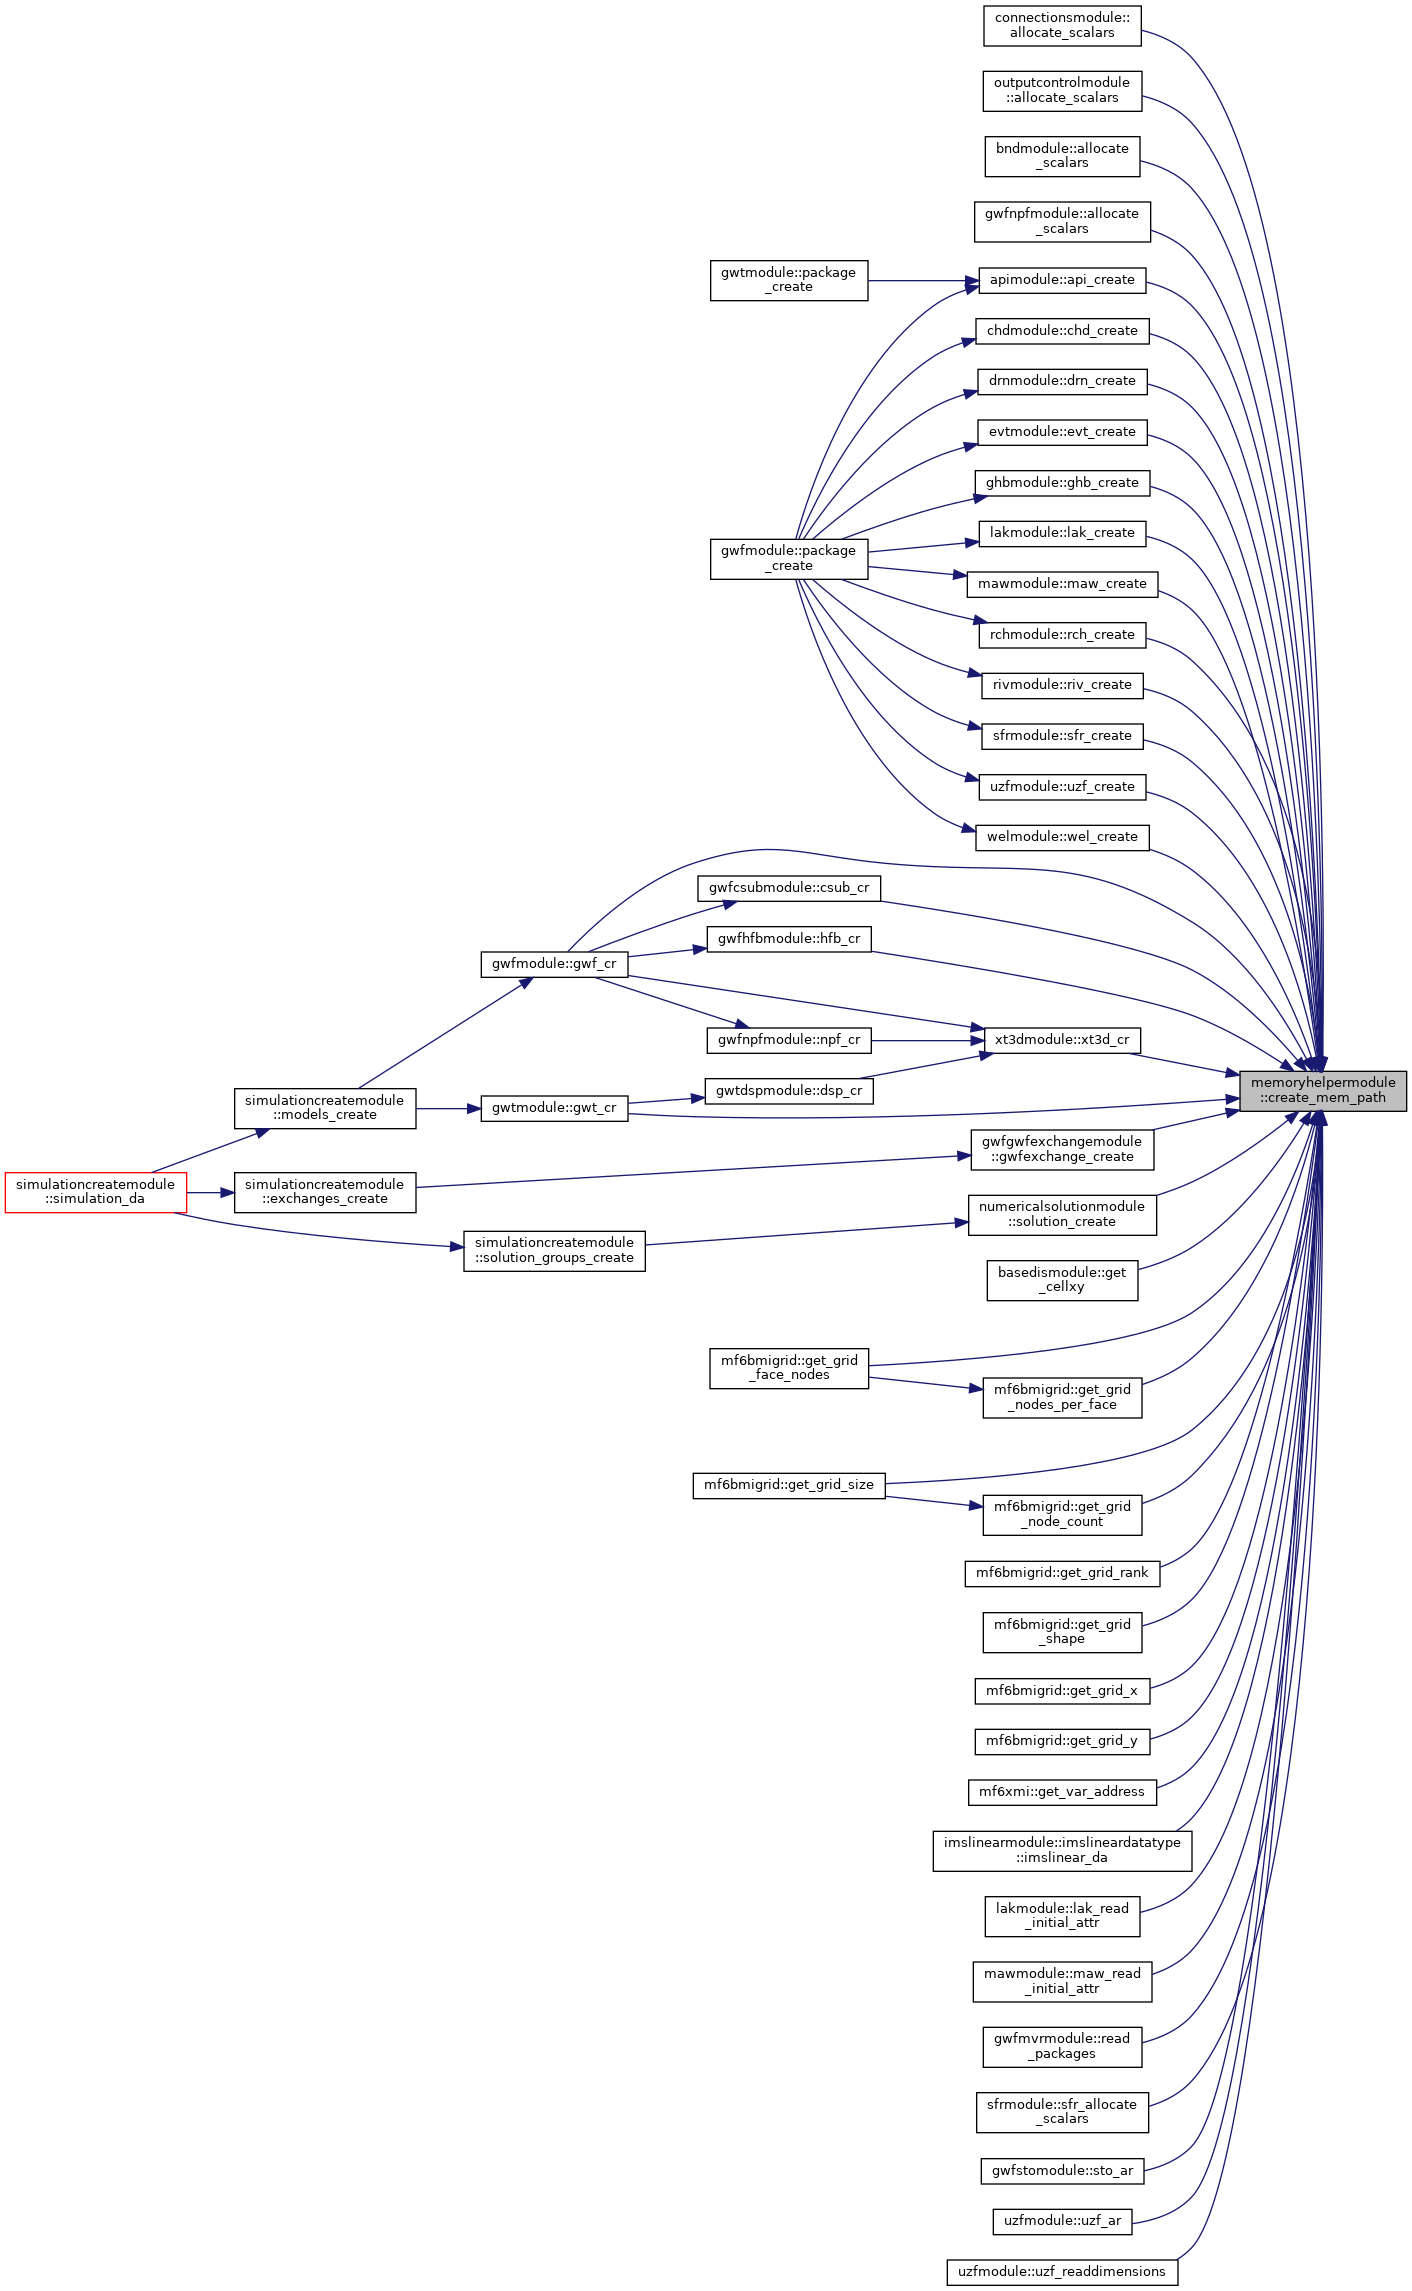 connectionsmodule::
allocate_scalars
outputcontrolmodule
::allocate_scalars
bndmodule::allocate
_scalars
gwfnpfmodule::allocate
_scalars
gwtmodule::package
_create
apimodule::api_create
chdmodule::chd_create
drnmodule::drn_create
evtmodule::evt_create
ghbmodule::ghb_create
lakmodule::lak_create
gwfmodule::package
_create
mawmodule::maw_create
rchmodule::rch_create
rivmodule::riv_create
sfrmodule::sfr_create
uzfmodule::uzf_create
welmodule::wel_create
gwfcsubmodule::csub_cr
gwfhfbmodule::hfb_cr
gwfmodule::gwf_cr
gwfnpfmodule::npf_cr
xt3dmodule::xt3d_cr
memoryhelpermodule
::create_mem_path
gwtdspmodule::dsp_cr
simulationcreatemodule
::models_create
gwtmodule::gwt_cr
gwfgwfexchangemodule
::gwfexchange_create
simulationcreatemodule
::simulation_da
simulationcreatemodule
::exchanges_create
numericalsolutionmodule
::solution_create
simulationcreatemodule
::solution_groups_create
basedismodule::get
_cellxy
mf6bmigrid::get_grid
_face_nodes
mf6bmigrid::get_grid
_nodes_per_face
mf6bmigrid::get_grid_size
mf6bmigrid::get_grid
_node_count
mf6bmigrid::get_grid_rank
mf6bmigrid::get_grid
_shape
mf6bmigrid::get_grid_x
mf6bmigrid::get_grid_y
mf6xmi::get_var_address
imslinearmodule::imslineardatatype
::imslinear_da
lakmodule::lak_read
_initial_attr
mawmodule::maw_read
_initial_attr
gwfmvrmodule::read
_packages
sfrmodule::sfr_allocate
_scalars
gwfstomodule::sto_ar
uzfmodule::uzf_ar
uzfmodule::uzf_readdimensions